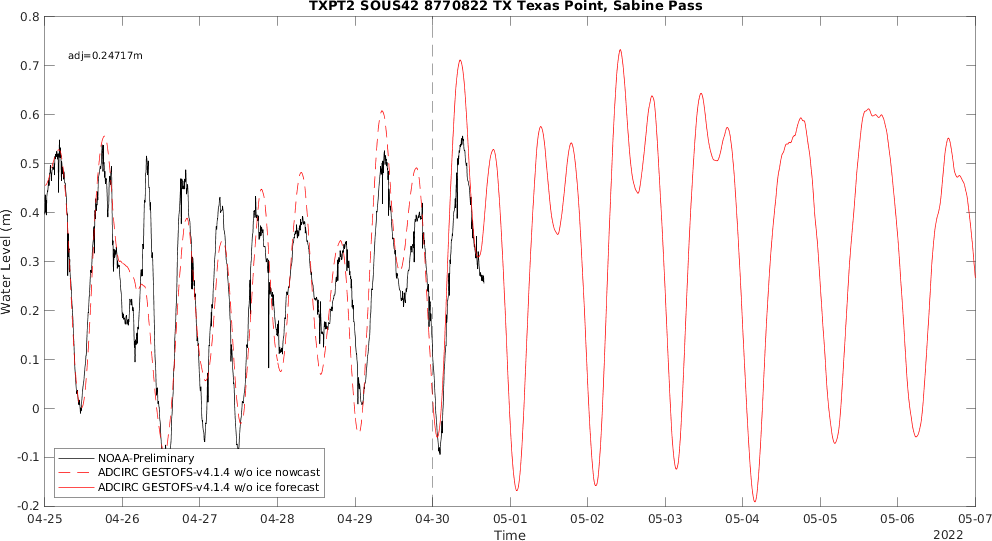 TXPT2 SOUS42 8770822 TX Texas Point, Sabine Pass
adj=0.24717m
Water Level (m)
0.8
0.7
0.6
0.5
0.4
0.3
0.2
0.1
0
-0.1
-0.2
NOAA-Preliminary
ADCIRC GESTOFS-v4.1.4 w/o ice nowcast
ADCIRC GESTOFS-v4.1.4 w/o ice forecast
04-25 04-26 04-27 04-28 04-29 04-30 05-01 05-02 05-03 05-04 05-05 05-06 05-07
Time
2022